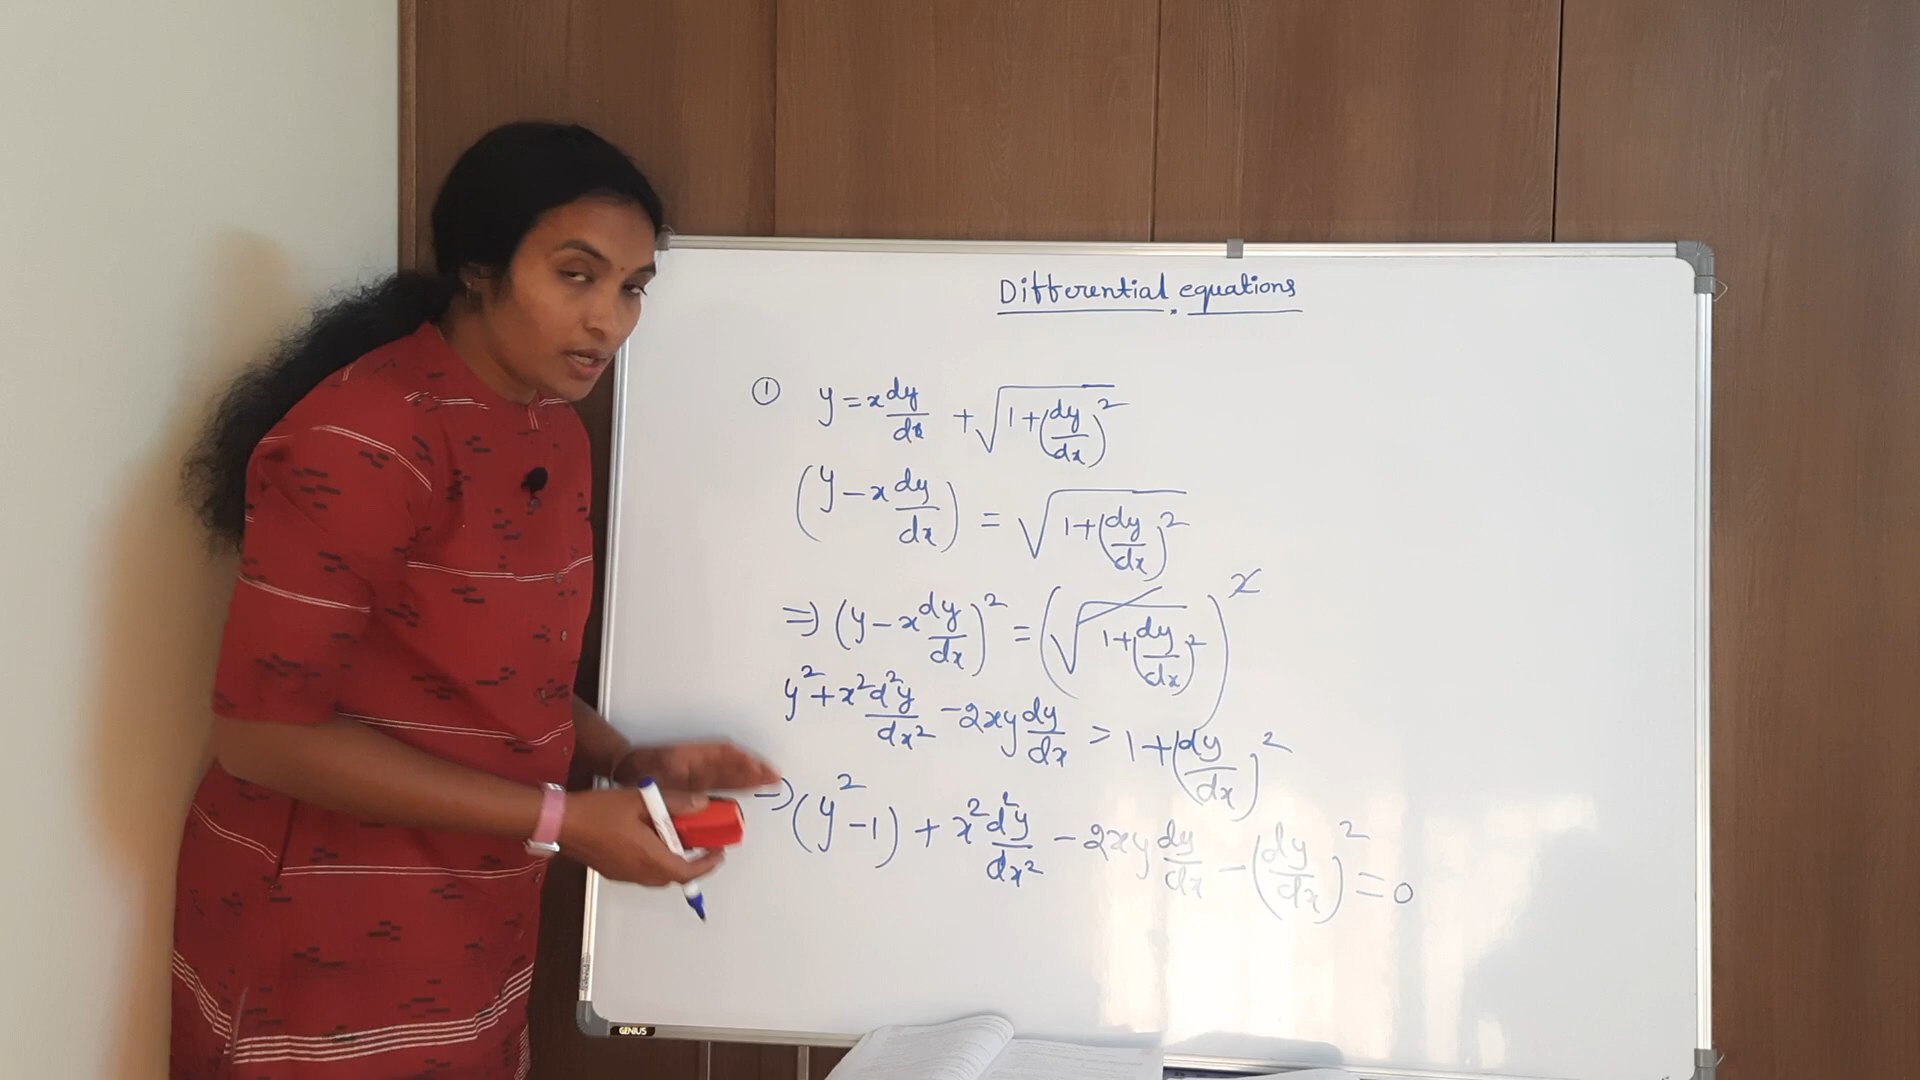 Differential equations
① y = x dy/dx + √(1+(dy/dx)²)
(y - x dy/dx) = √(1+(dy/dx)²)
⇒ (y - x dy/dx)² = (√(1+(dy/dx)²))²
y² + x² d²y/dx² - 2xy dy/dx = 1+(dy/dx)²
⇒ (y² - 1) + x² d²y/dx² - 2xy dy/dx - (dy/dx)² = 0
GENIUS